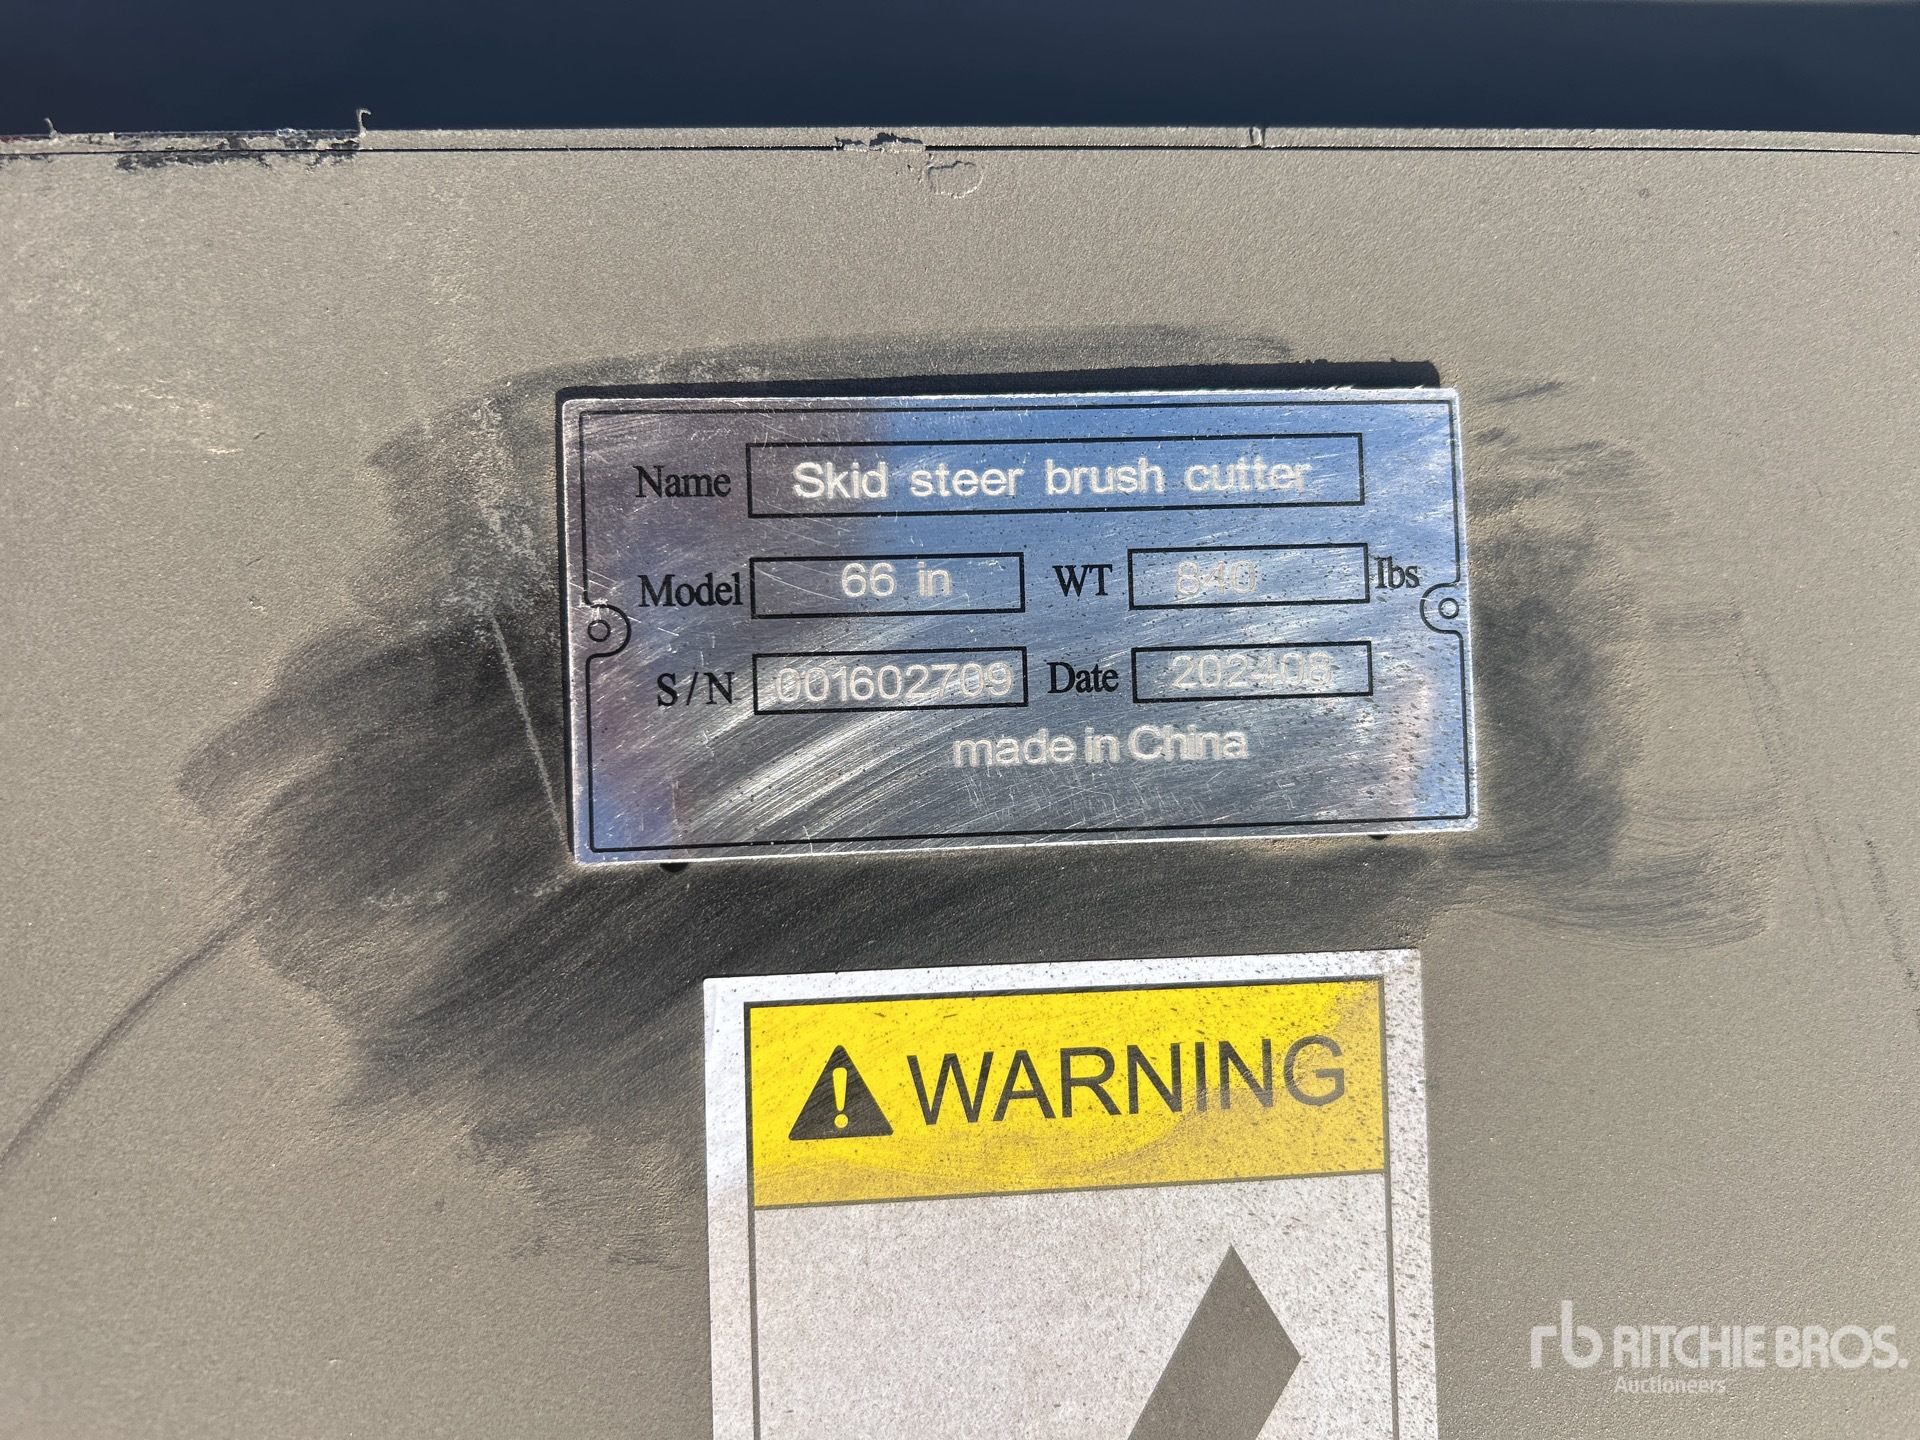 Name Skid steer brush cutter
Model 66 in WT 840 lbs
S/N 001602709 Date 202408
made in China
WARNING
rb RITCHIE BROS.
Auctioneers